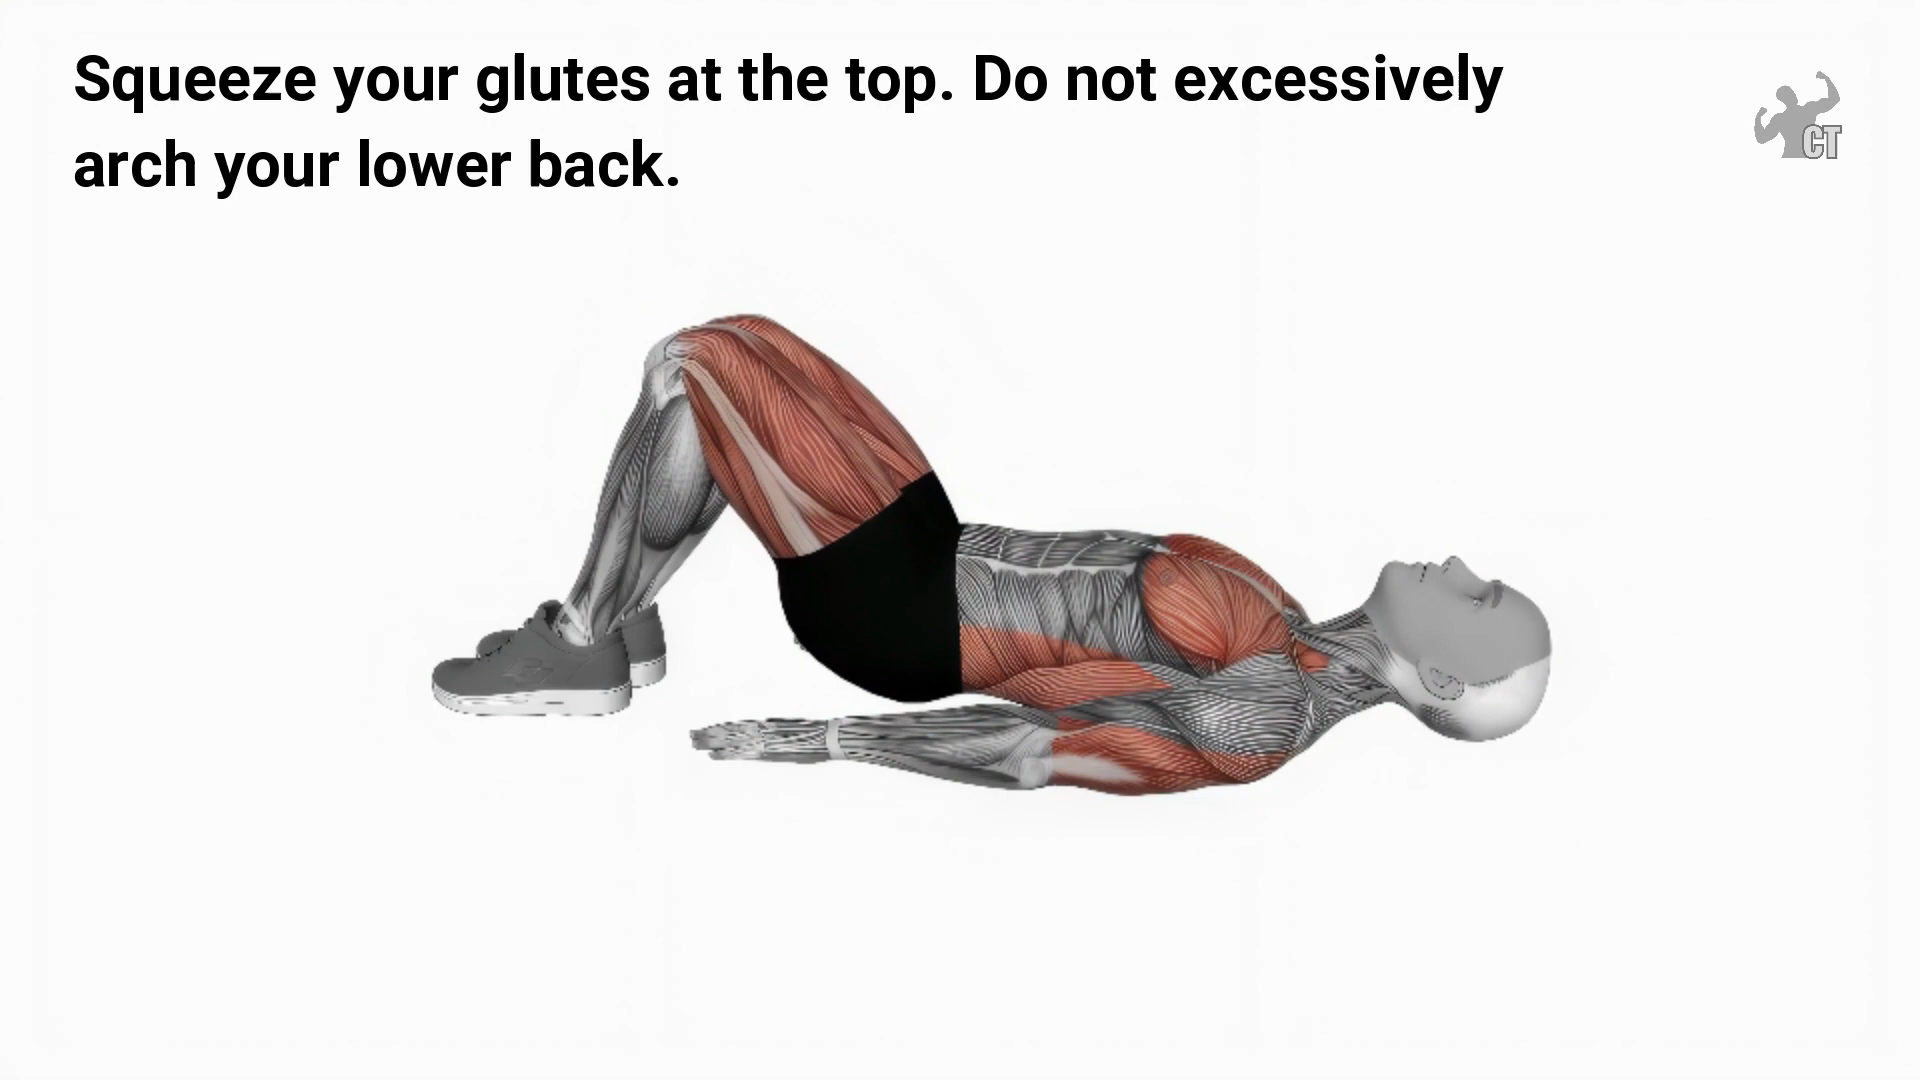 Squeeze your glutes at the top. Do not excessively
arch your lower back.
CT